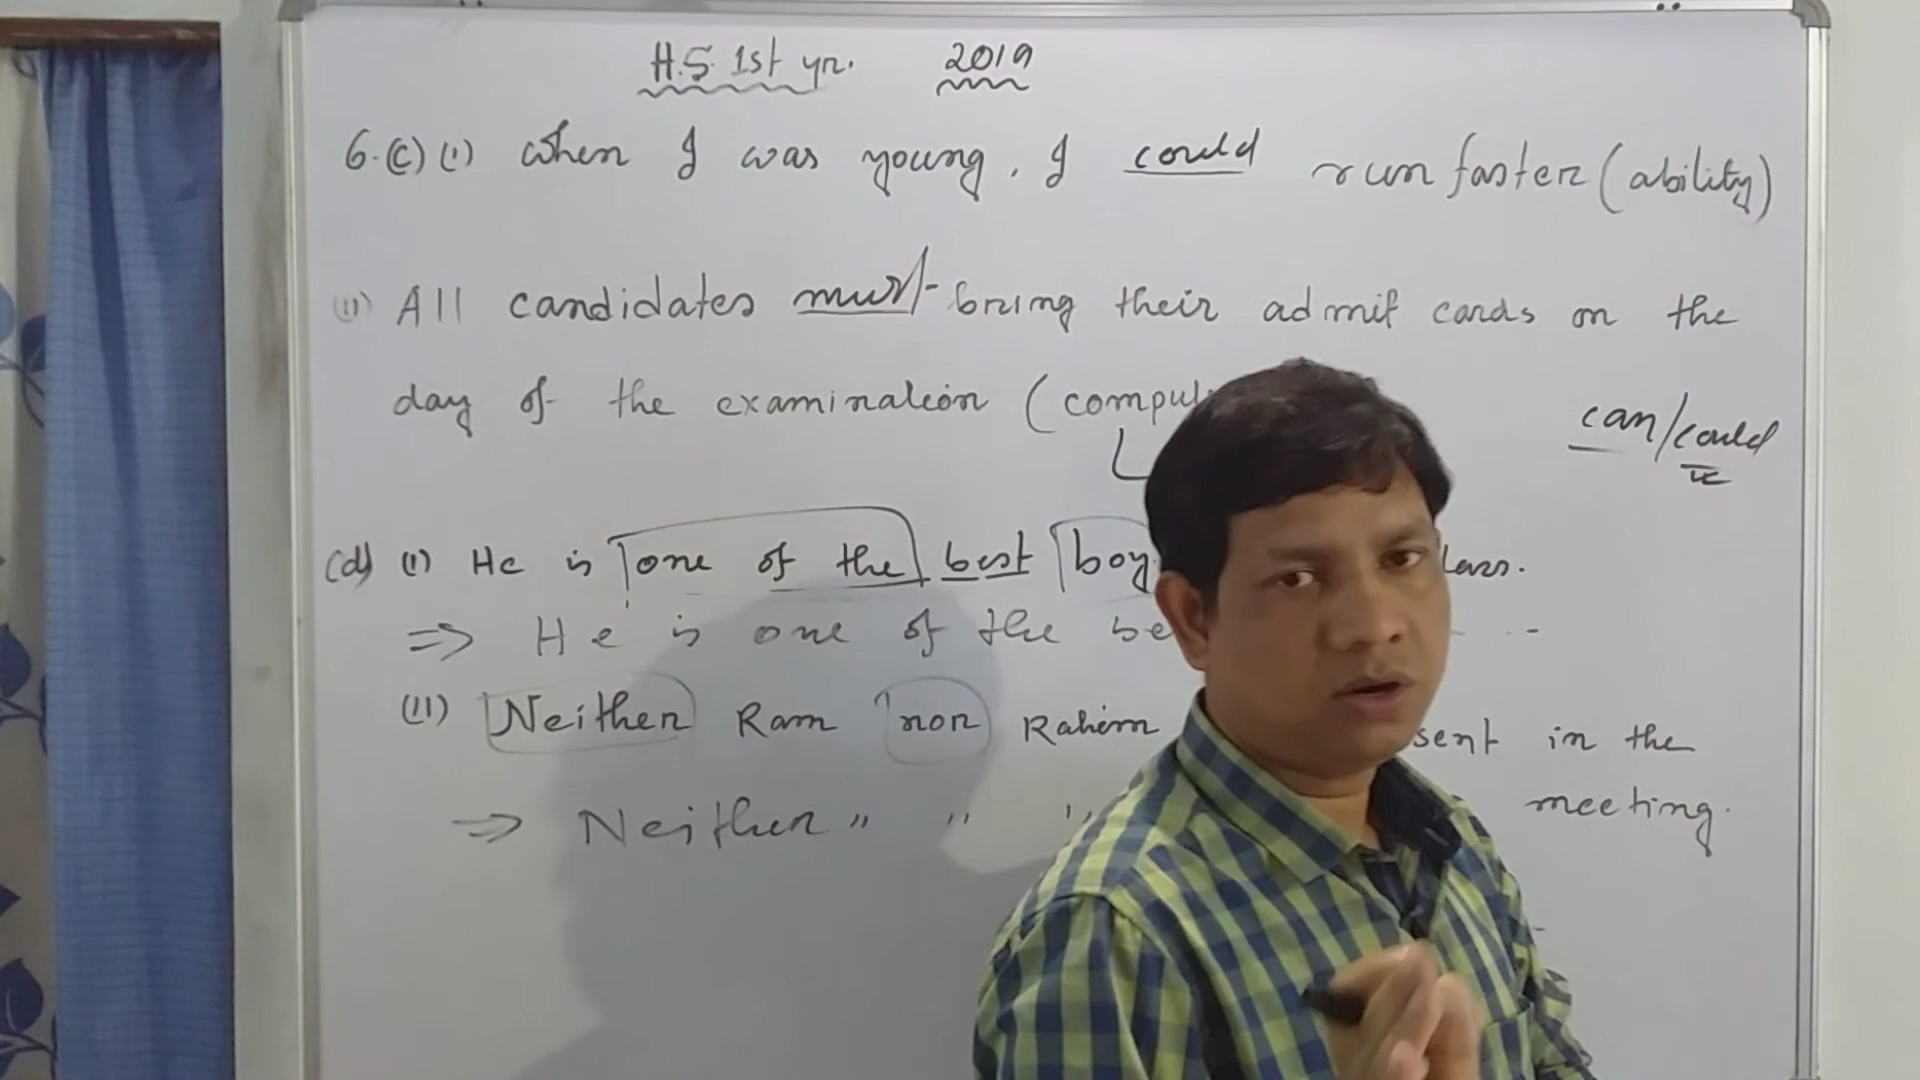 H.S. 1st yr. 2019
6.(c) (i) When I was young, I could run faster (ability)
(ii) All candidates must bring their admit cards on the
day of the examination (compul
can/could
(d) (i) He is one of the best boy lass.
⇒ He is one of the be - -
(ii) Neither Ram nor Rahim sent in the
meeting.
⇒ Neither " " "